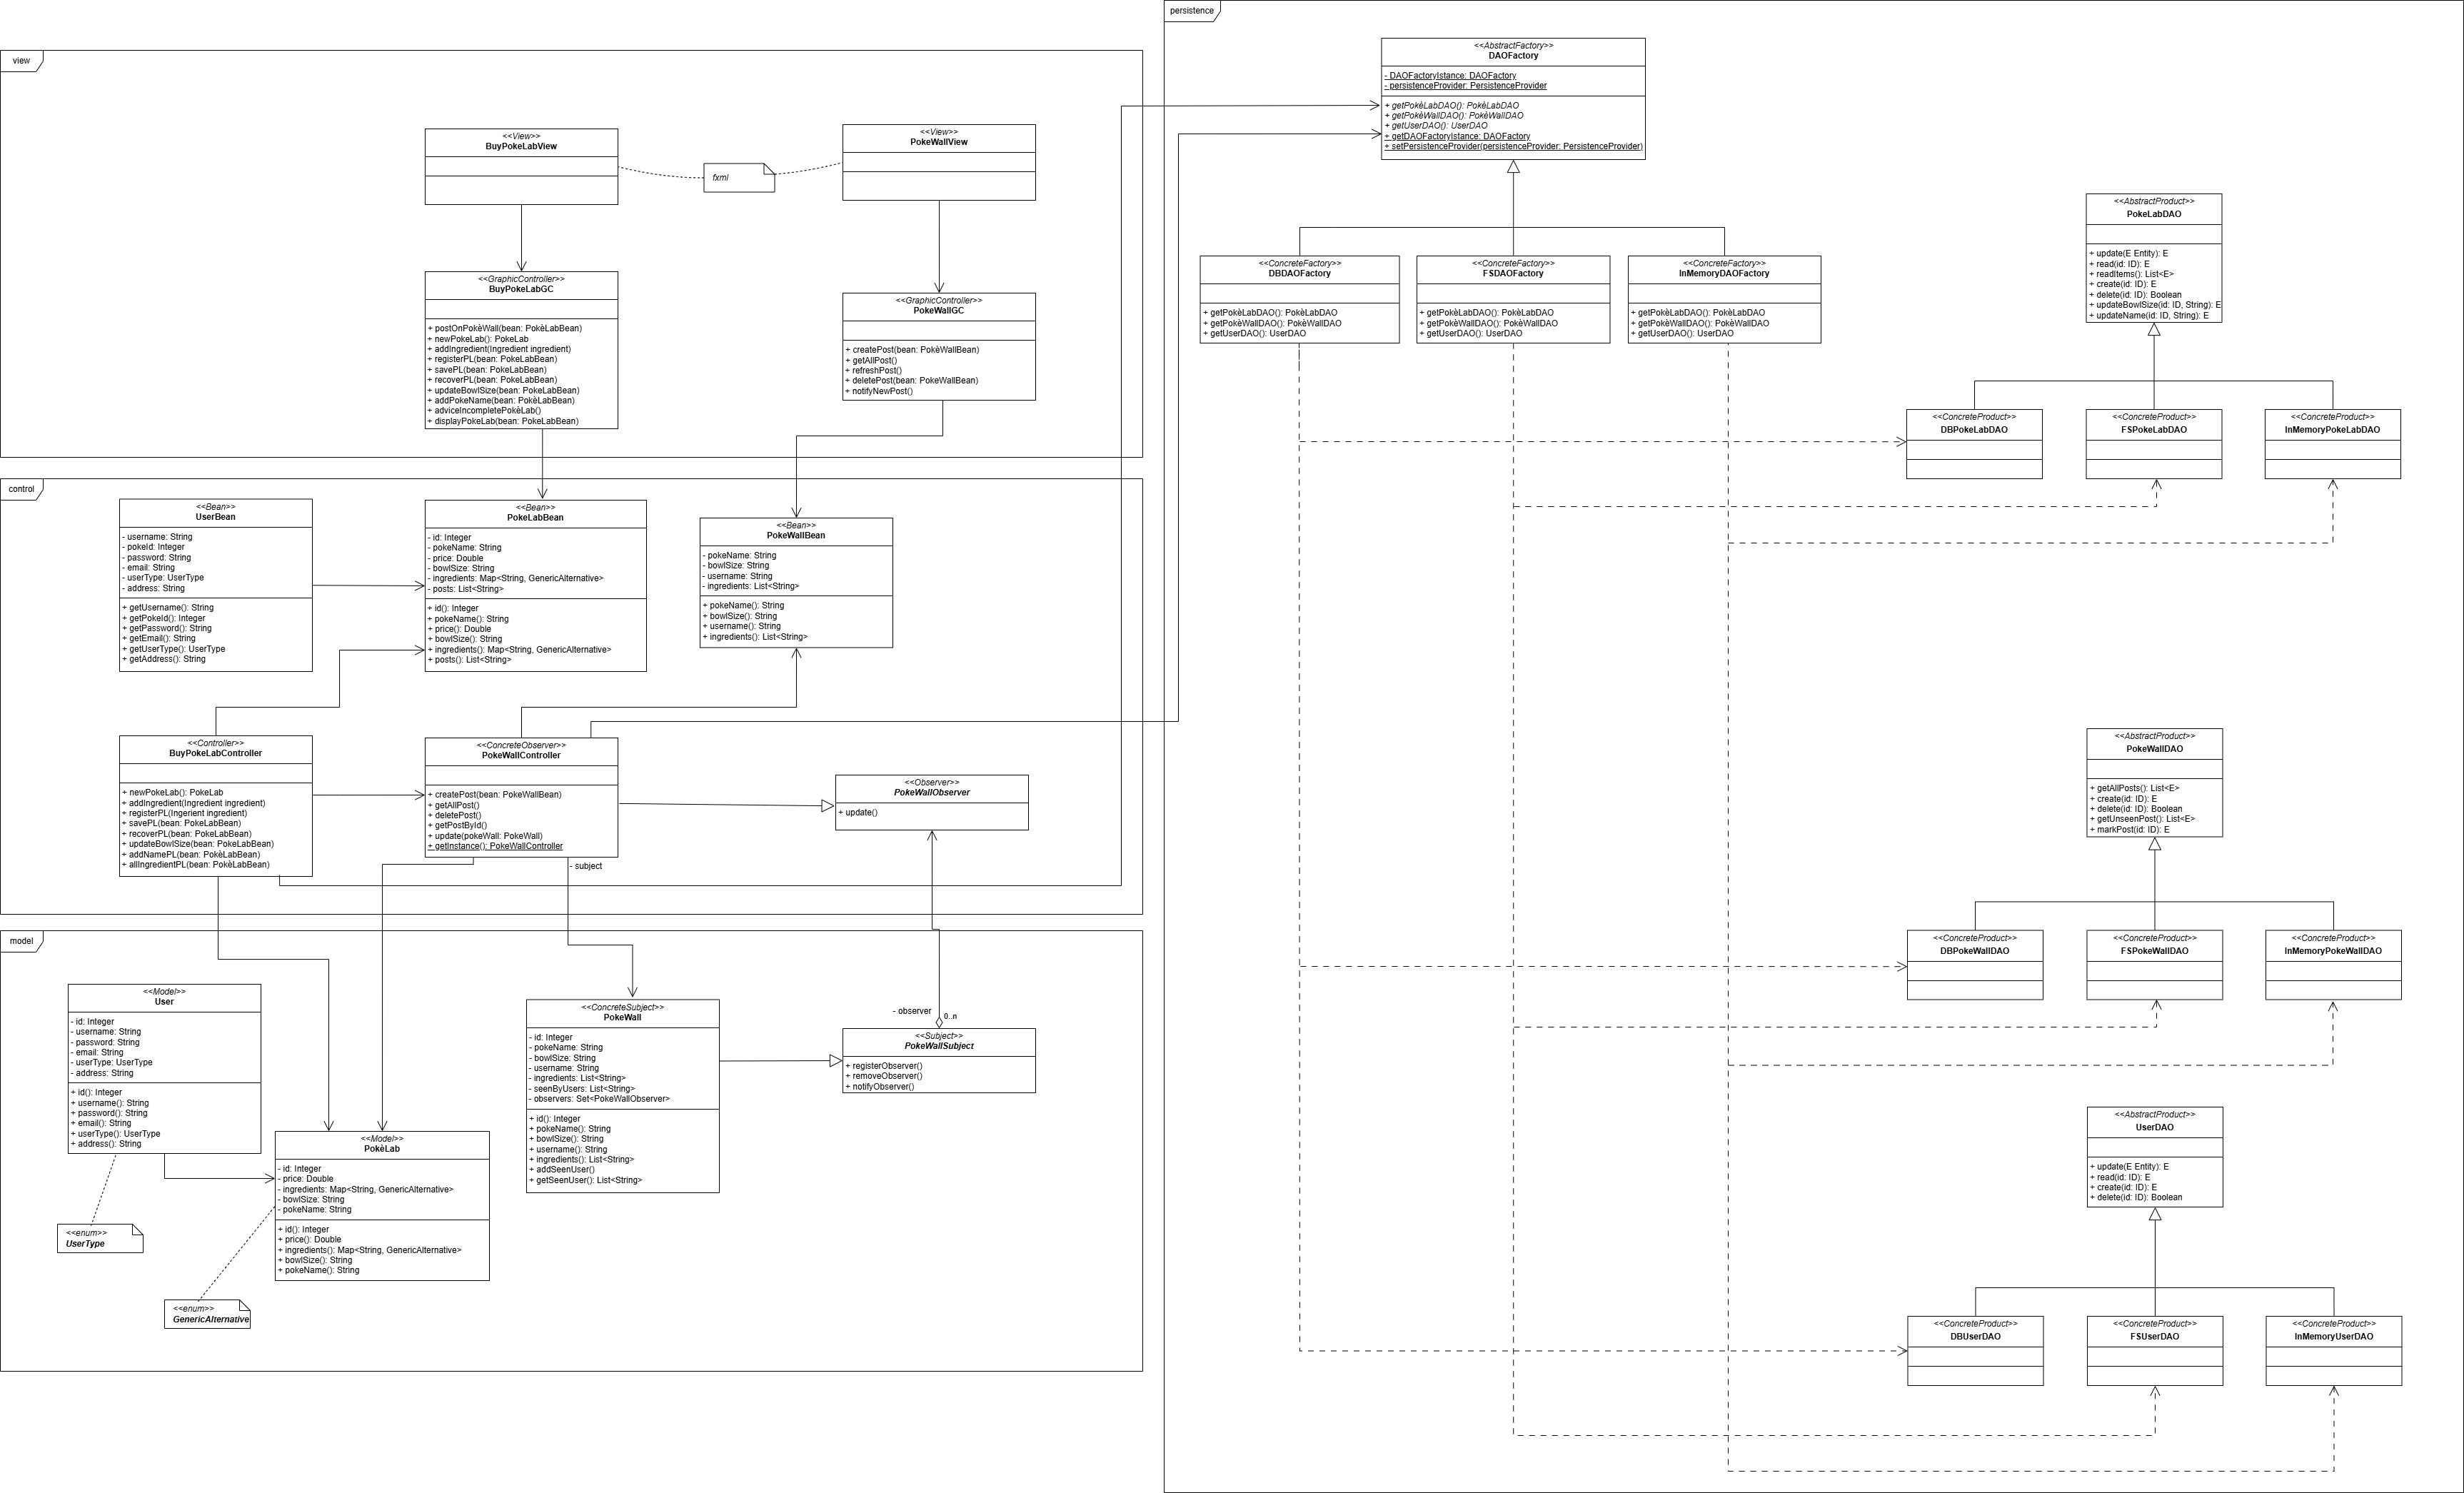 view
<<View>>
BuyPokeLabView
<<View>>
PokeWallView
fxml
<<GraphicController>>
BuyPokeLabGC
+ postOnPokèWall(bean: PokèLabBean)
+ newPokeLab(): PokeLab
+ addIngredient(Ingredient ingredient)
+ registerPL(bean: PokeLabBean)
+ savePL(bean: PokeLabBean)
+ recoverPL(bean: PokeLabBean)
+ updateBowlSize(bean: PokeLabBean)
+ addPokeName(bean: PokèLabBean)
+ adviceIncompletePokèLab()
+ displayPokeLab(bean: PokeLabBean)
<<GraphicController>>
PokeWallGC
+ createPost(bean: PokèWallBean)
+ getAllPost()
+ refreshPost()
+ deletePost(bean: PokeWallBean)
+ notifyNewPost()
control
<<Bean>>
UserBean
- username: String
- pokeId: Integer
- password: String
- email: String
- userType: UserType
- address: String
+ getUsername(): String
+ getPokeId(): Integer
+ getPassword(): String
+ getEmail(): String
+ getUserType(): UserType
+ getAddress(): String
<<Bean>>
PokeLabBean
- id: Integer
- pokeName: String
- price: Double
- bowlSize: String
- ingredients: Map<String, GenericAlternative>
- posts: List<String>
+ id(): Integer
+ pokeName(): String
+ price(): Double
+ bowlSize(): String
+ ingredients(): Map<String, GenericAlternative>
+ posts(): List<String>
<<Bean>>
PokeWallBean
- pokeName: String
- bowlSize: String
- username: String
- ingredients: List<String>
+ pokeName(): String
+ bowlSize(): String
+ username(): String
+ ingredients(): List<String>
<<Controller>>
BuyPokeLabController
+ newPokeLab(): PokeLab
+ addIngredient(Ingredient ingredient)
+ registerPL(Ingerient ingredient)
+ savePL(bean: PokeLabBean)
+ recoverPL(bean: PokeLabBean)
+ updateBowlSize(bean: PokeLabBean)
+ addNamePL(bean: PokèLabBean)
+ allIngredientPL(bean: PokèLabBean)
<<ConcreteObserver>>
PokeWallController
+ createPost(bean: PokeWallBean)
+ getAllPost()
+ deletePost()
+ getPostById()
+ update(pokeWall: PokeWall)
+ getInstance(): PokeWallController
- subject
<<Observer>>
PokeWallObserver
+ update()
model
<<Model>>
User
- id: Integer
- username: String
- password: String
- email: String
- userType: UserType
- address: String
+ id(): Integer
+ username(): String
+ password(): String
+ email(): String
+ userType(): UserType
+ address(): String
<<enum>>
UserType
<<Model>>
PokèLab
- id: Integer
- price: Double
- ingredients: Map<String, GenericAlternative>
- bowlSize: String
- pokeName: String
+ id(): Integer
+ price(): Double
+ ingredients(): Map<String, GenericAlternative>
+ bowlSize(): String
+ pokeName(): String
<<enum>>
GenericAlternative
<<ConcreteSubject>>
PokeWall
- id: Integer
- pokeName: String
- bowlSize: String
- username: String
- ingredients: List<String>
- seenByUsers: List<String>
- observers: Set<PokeWallObserver>
+ id(): Integer
+ pokeName(): String
+ bowlSize(): String
+ username(): String
+ ingredients(): List<String>
+ addSeenUser()
+ getSeenUser(): List<String>
- observer
0..n
<<Subject>>
PokeWallSubject
+ registerObserver()
+ removeObserver()
+ notifyObserver()
persistence
<<AbstractFactory>>
DAOFactory
- DAOFactoryIstance: DAOFactory
- persistenceProvider: PersistenceProvider
+ getPokèLabDAO(): PokèLabDAO
+ getPokèWallDAO(): PokèWallDAO
+ getUserDAO(): UserDAO
+ getDAOFactoryIstance: DAOFactory
+ setPersistenceProvider(persistenceProvider: PersistenceProvider)
<<ConcreteFactory>>
DBDAOFactory
+ getPokèLabDAO(): PokèLabDAO
+ getPokèWallDAO(): PokèWallDAO
+ getUserDAO(): UserDAO
<<ConcreteFactory>>
FSDAOFactory
+ getPokèLabDAO(): PokèLabDAO
+ getPokèWallDAO(): PokèWallDAO
+ getUserDAO(): UserDAO
<<ConcreteFactory>>
InMemoryDAOFactory
+ getPokèLabDAO(): PokèLabDAO
+ getPokèWallDAO(): PokèWallDAO
+ getUserDAO(): UserDAO
<<AbstractProduct>>
PokeLabDAO
+ update(E Entity): E
+ read(id: ID): E
+ readItems(): List<E>
+ create(id: ID): E
+ delete(id: ID): Boolean
+ updateBowlSize(id: ID, String): E
+ updateName(id: ID, String): E
<<ConcreteProduct>>
DBPokeLabDAO
<<ConcreteProduct>>
FSPokeLabDAO
<<ConcreteProduct>>
InMemoryPokeLabDAO
<<AbstractProduct>>
PokeWallDAO
+ getAllPosts(): List<E>
+ create(id: ID): E
+ delete(id: ID): Boolean
+ getUnseenPost(): List<E>
+ markPost(id: ID): E
<<ConcreteProduct>>
DBPokeWallDAO
<<ConcreteProduct>>
FSPokeWallDAO
<<ConcreteProduct>>
InMemoryPokeWallDAO
<<AbstractProduct>>
UserDAO
+ update(E Entity): E
+ read(id: ID): E
+ create(id: ID): E
+ delete(id: ID): Boolean
<<ConcreteProduct>>
DBUserDAO
<<ConcreteProduct>>
FSUserDAO
<<ConcreteProduct>>
InMemoryUserDAO